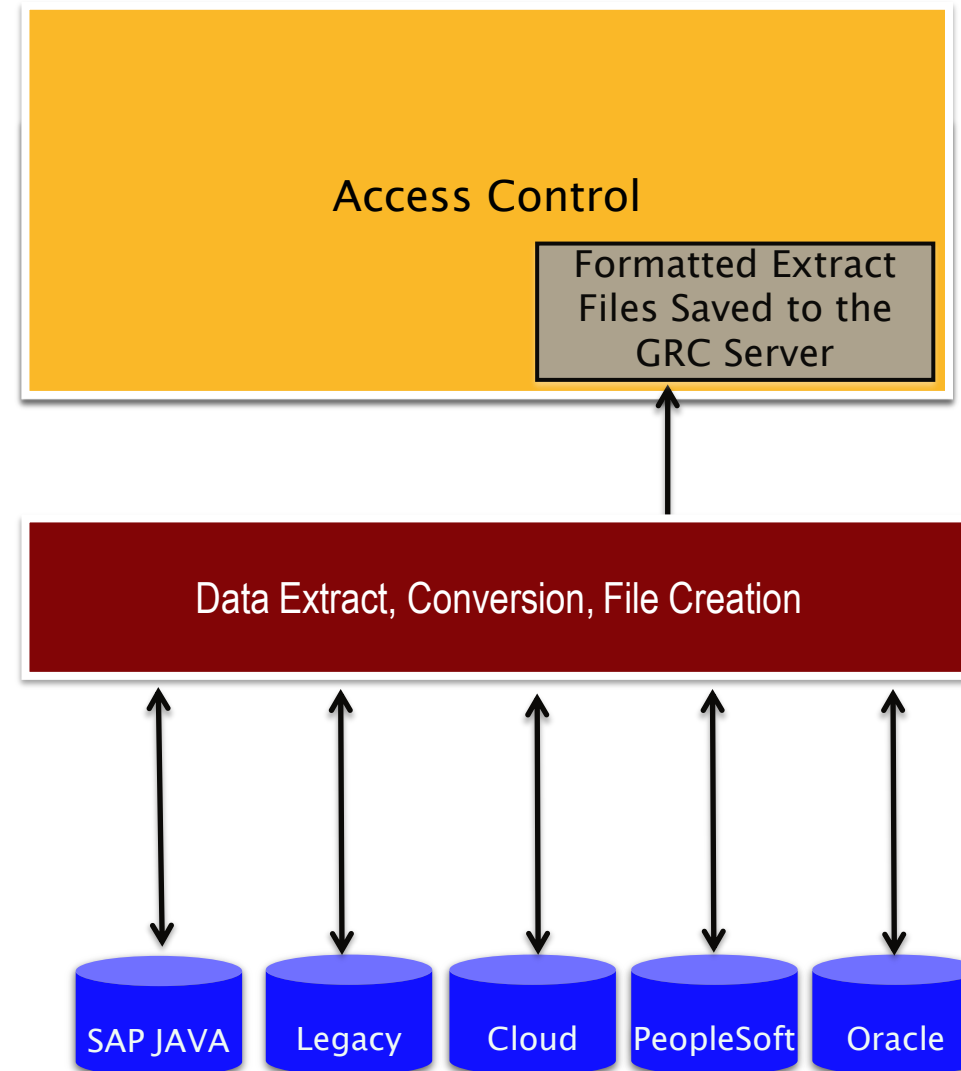 Access Control
Formatted Extract
Files Saved to the
GRC Server
Data Extract, Conversion, File Creation
SAP JAVA
Legacy
Cloud
PeopleSoft
Oracle